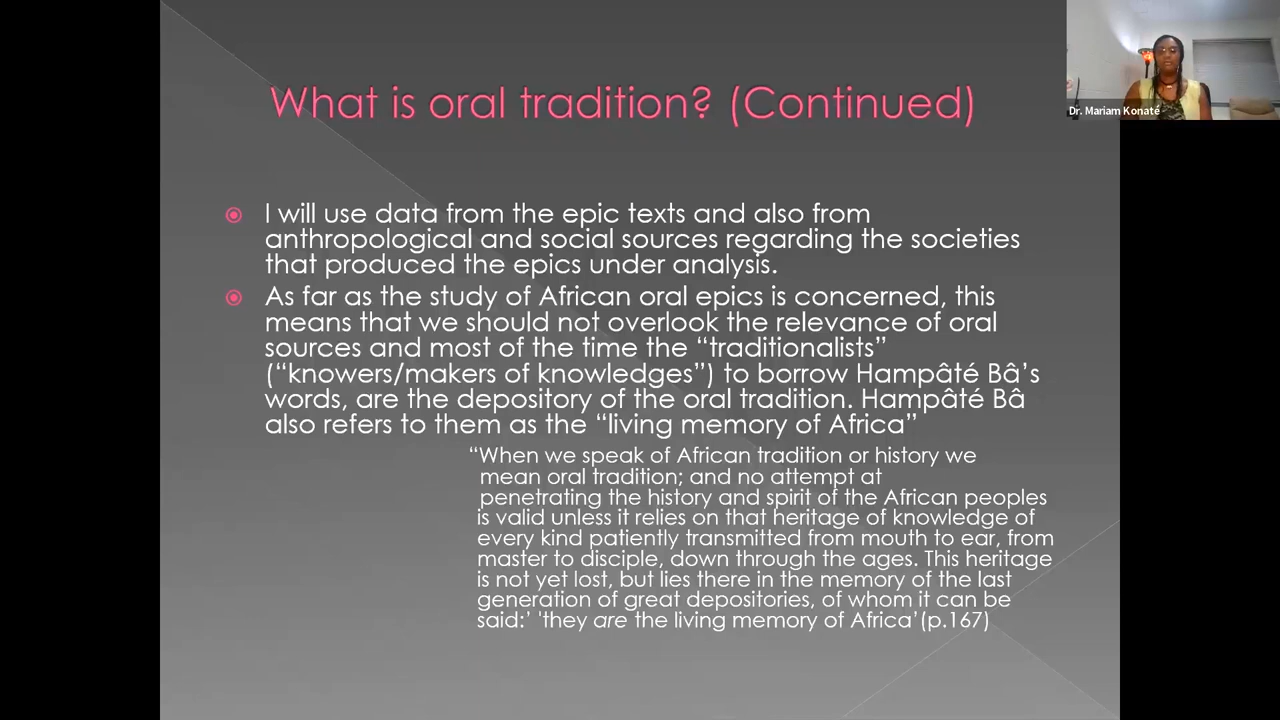 What is oral tradition? (Continued)
Dr. Mariam Konaté
I will use data from the epic texts and also from
anthropological and social sources regarding the societies
that produced the epics under analysis.
As far as the study of African oral epics is concerned, this
means that we should not overlook the relevance of oral
sources and most of the time the “traditionalists”
(“knowers/makers of knowledges”) to borrow Hampâté Bâ’s
words, are the depository of the oral tradition. Hampâté Bâ
also refers to them as the “living memory of Africa”
“When we speak of African tradition or history we
mean oral tradition; and no attempt at
penetrating the history and spirit of the African peoples
is valid unless it relies on that heritage of knowledge of
every kind patiently transmitted from mouth to ear, from
master to disciple, down through the ages. This heritage
is not yet lost, but lies there in the memory of the last
generation of great depositories, of whom it can be
said:’ 'they are the living memory of Africa’(p.167)